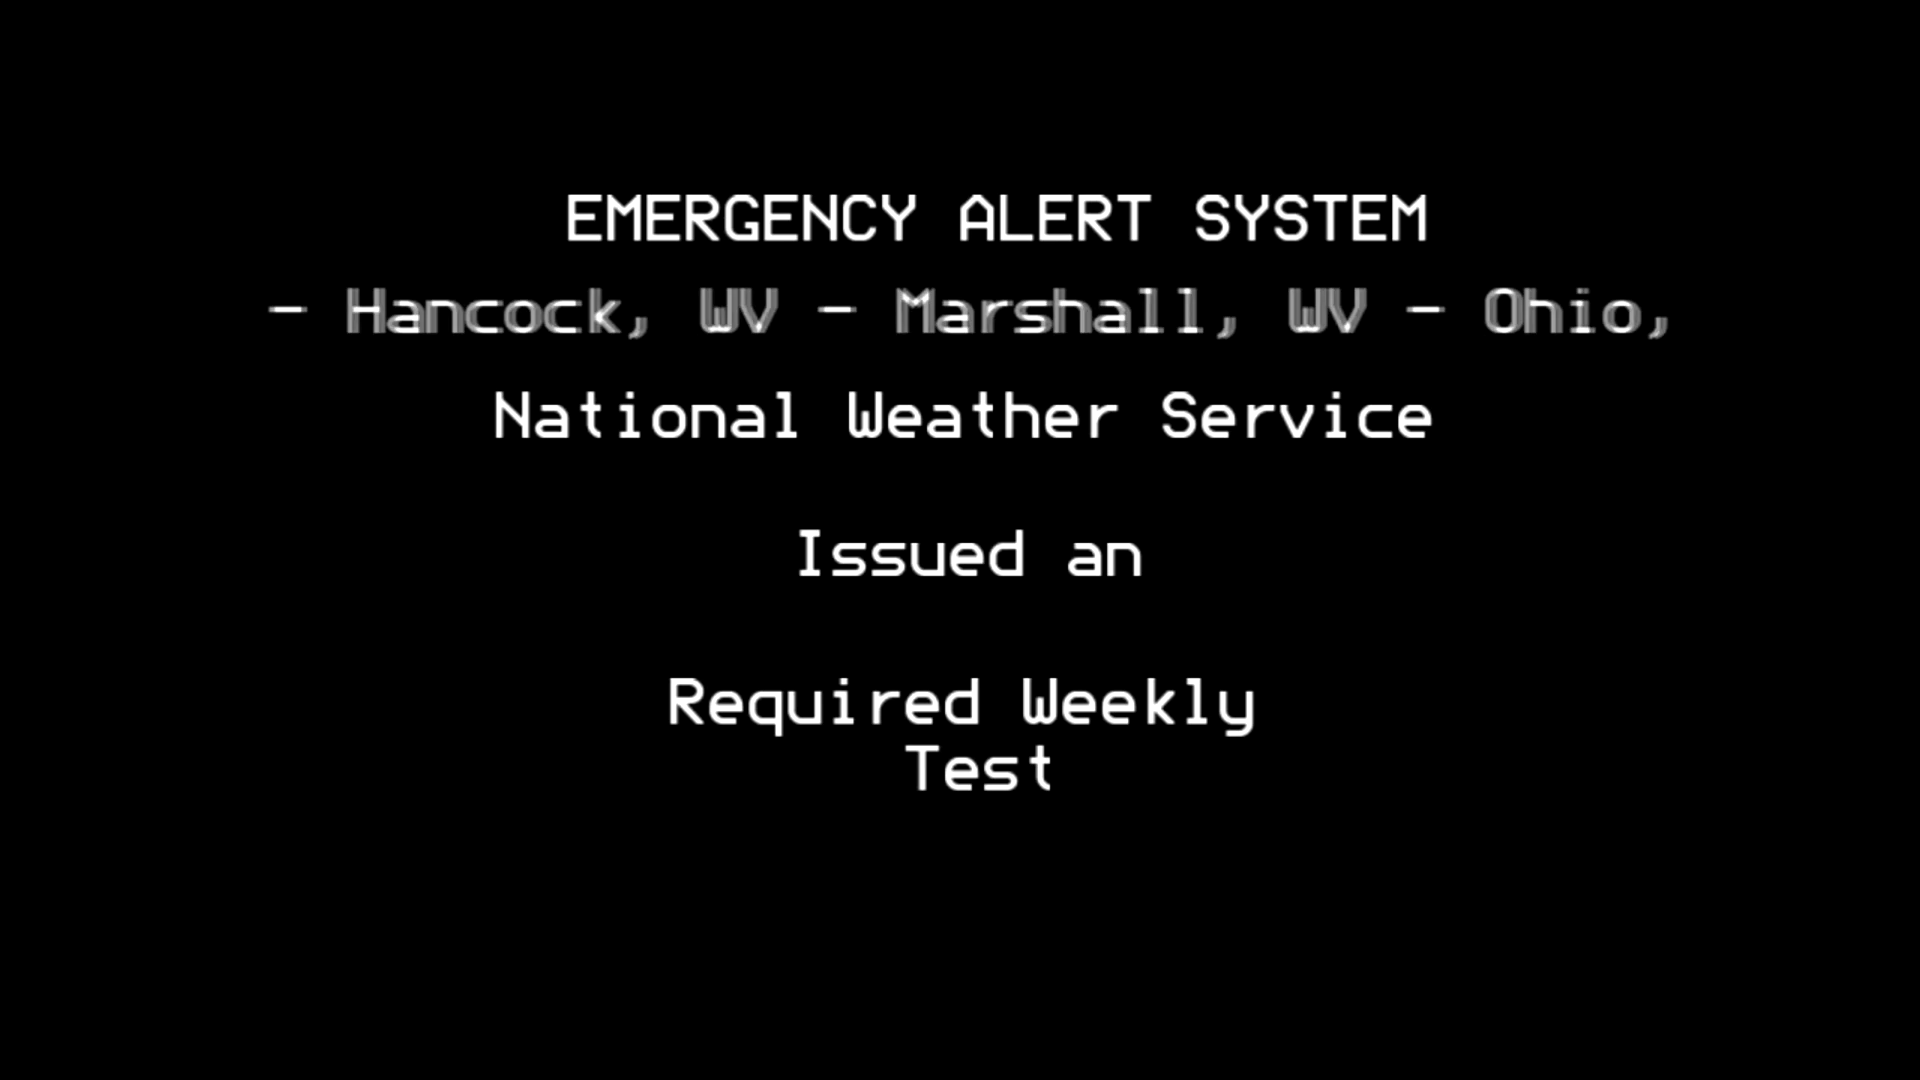 EMERGENCY ALERT SYSTEM
- Hancock, WV - Marshall, WV - Ohio,
National Weather Service
Issued an
Required Weekly
Test